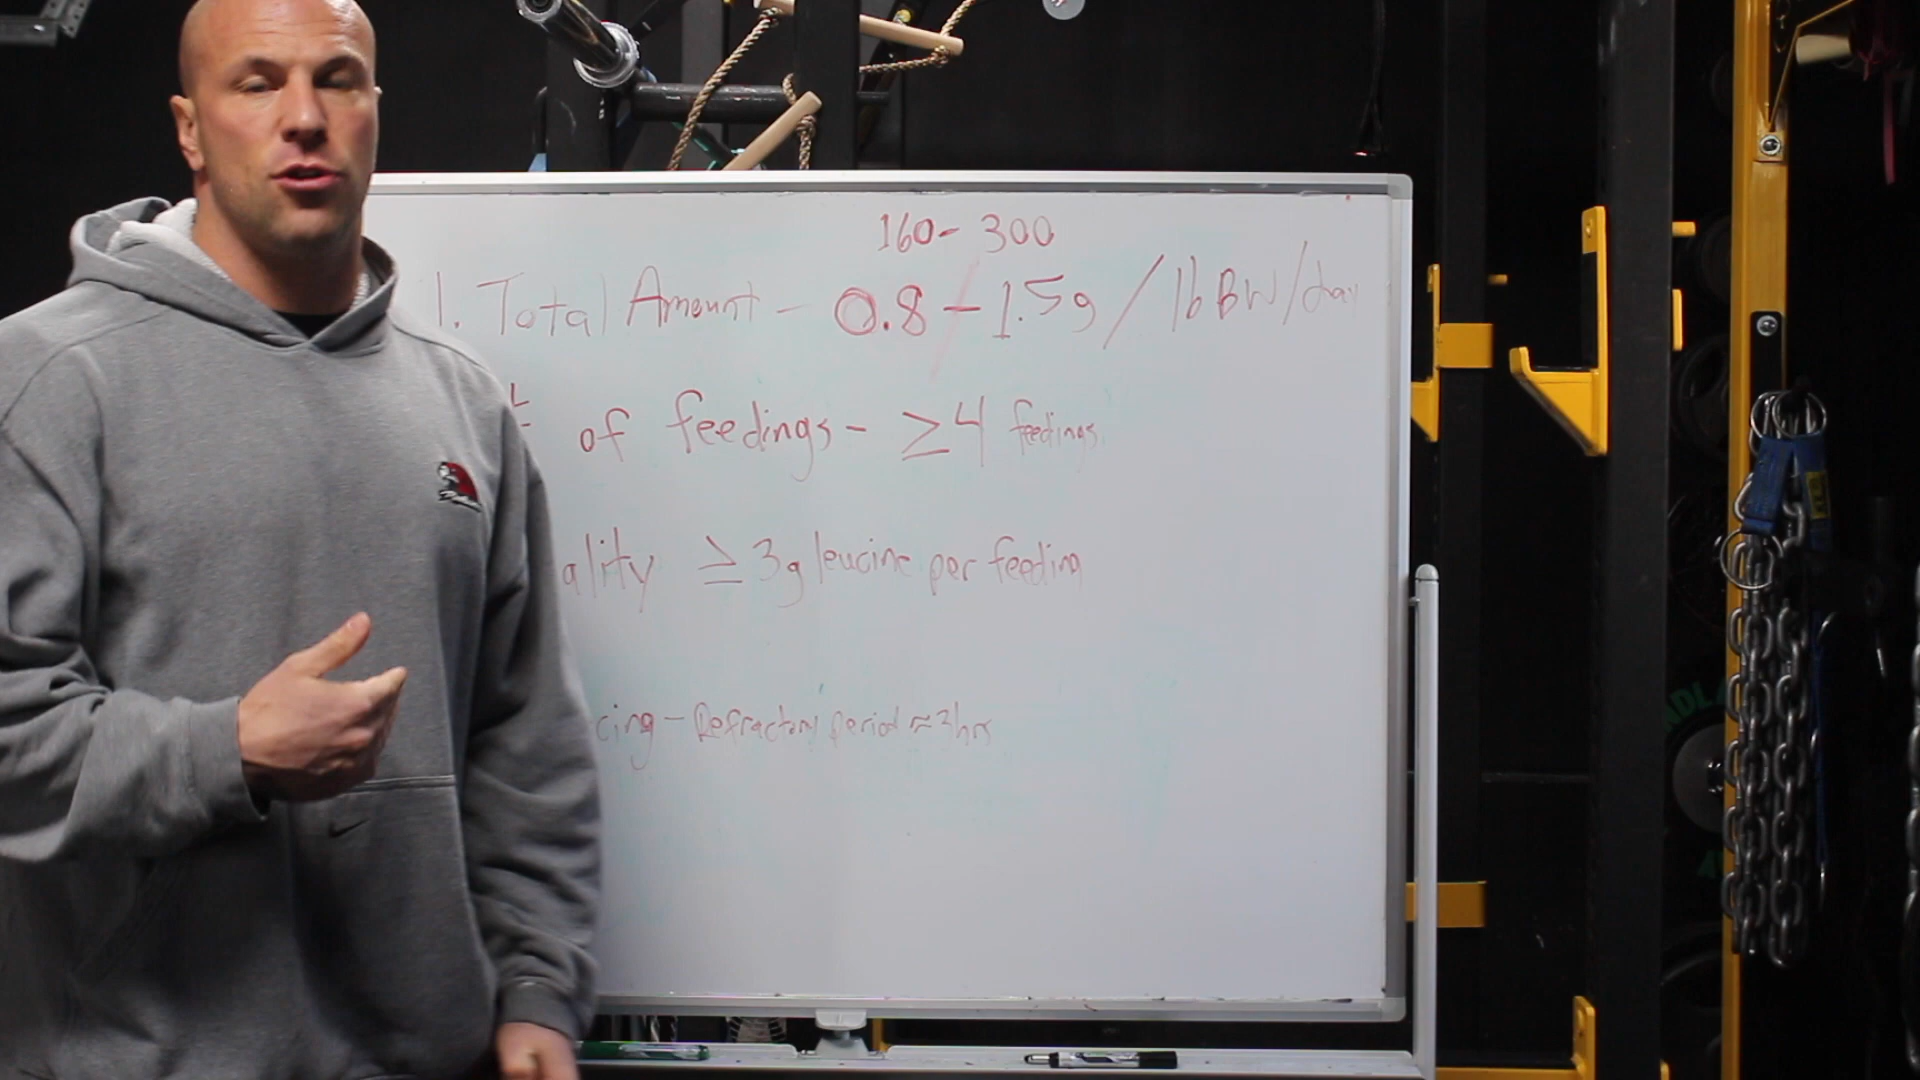 160- 300
1. Total Amount - 0.8-1.5g/lb BW/day
of feedings- ≥4 feedings
ality ≥3g leucine per feeding
cing - Refractory period ≈3hrs